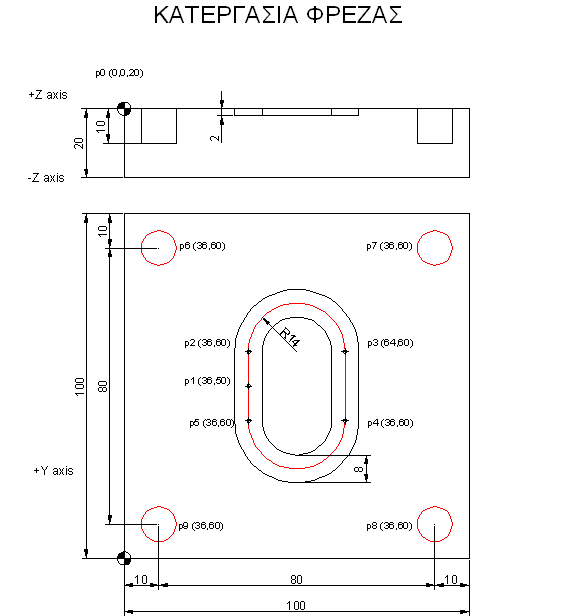 ΚΑΤΕΡΓΑΣΙΑ ΦΡΕΖΑΣ
p0 (0,0,20)
+Z axis
10
20
2
-Z axis
10
p6 (36,60)
p7 (36,60)
R14
p2 (36,60)
p3 (64,60)
p1 (36,50)
100
80
p5 (36,60)
p4 (36,60)
8
+Y axis
p9 (36,60)
p8 (36,60)
10
80
10
100